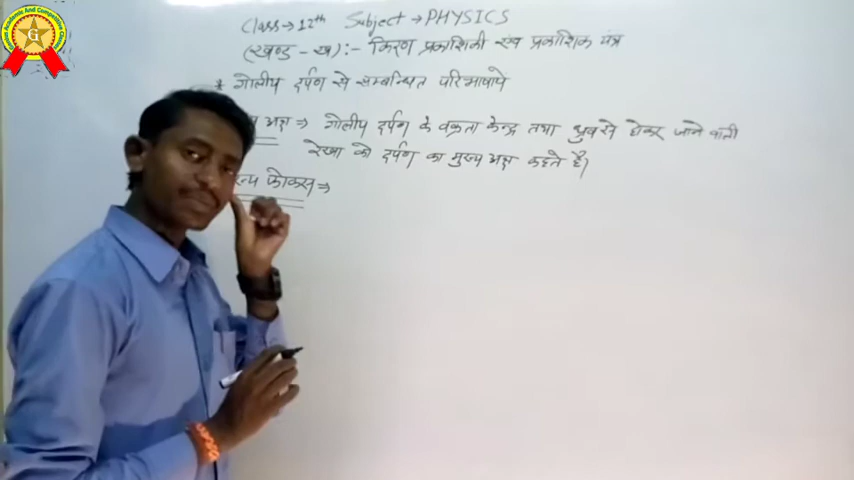 Class → 12th Subject → PHYSICS
(खण्ड - ख) :- किरण प्रकाशिकी एवं प्रकाशिक यंत्र
* गोलीय दर्पण से सम्बन्धित परिभाषाये
अक्ष ⇒ गोलीय दर्पण के वक्रता केन्द्र तथा ध्रुव से होकर जाने वाली
रेखा को दर्पण का मुख्य अक्ष कहते है।
फोकस ⇒
G